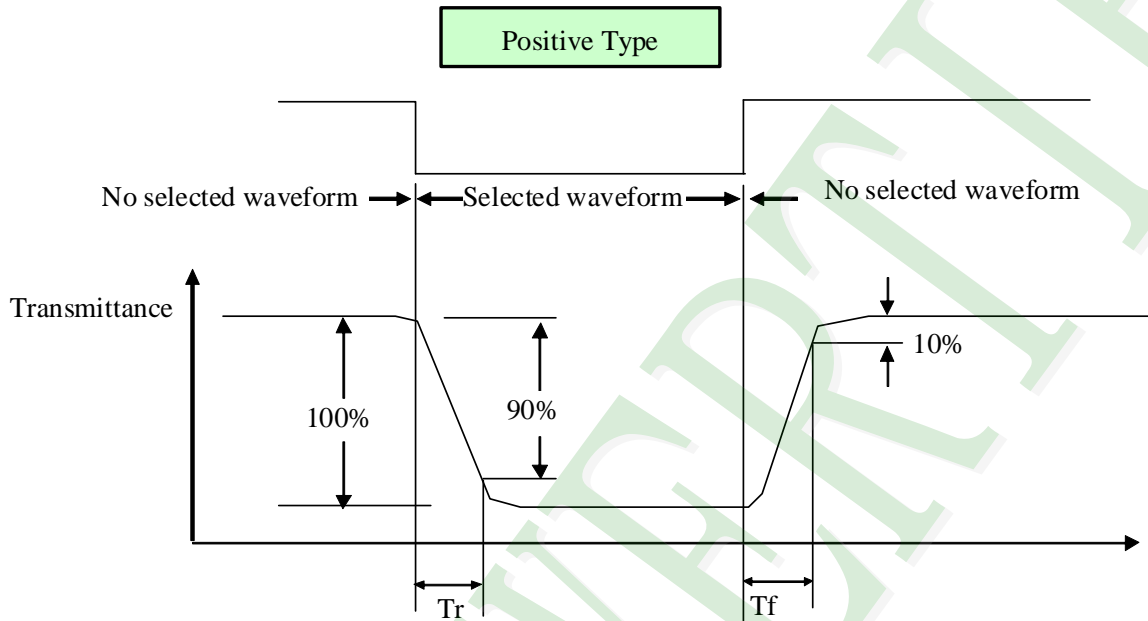 Positive Type
No selected waveform
Selected waveform
No selected waveform
Transmittance
10%
100%
90%
Tr
Tf